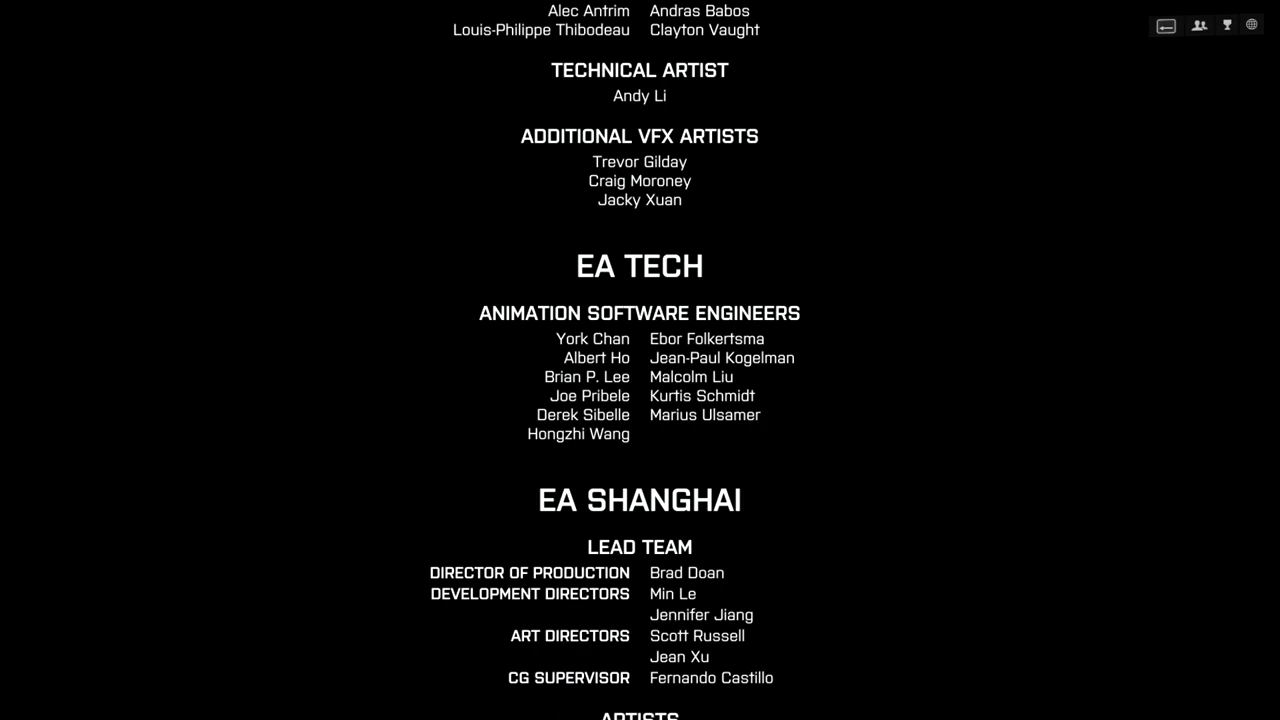 Alec Antrim Andras Babos
Louis-Philippe Thibodeau Clayton Vaught
TECHNICAL ARTIST
Andy Li
ADDITIONAL VFX ARTISTS
Trevor Gilday
Craig Moroney
Jacky Xuan
EA TECH
ANIMATION SOFTWARE ENGINEERS
York Chan Ebor Folkertsma
Albert Ho Jean-Paul Kogelman
Brian P. Lee Malcolm Liu
Joe Pribele Kurtis Schmidt
Derek Sibelle Marius Ulsamer
Hongzhi Wang
EA SHANGHAI
LEAD TEAM
DIRECTOR OF PRODUCTION Brad Doan
DEVELOPMENT DIRECTORS Min Le
Jennifer Jiang
ART DIRECTORS Scott Russell
Jean Xu
CG SUPERVISOR Fernando Castillo
ARTISTS